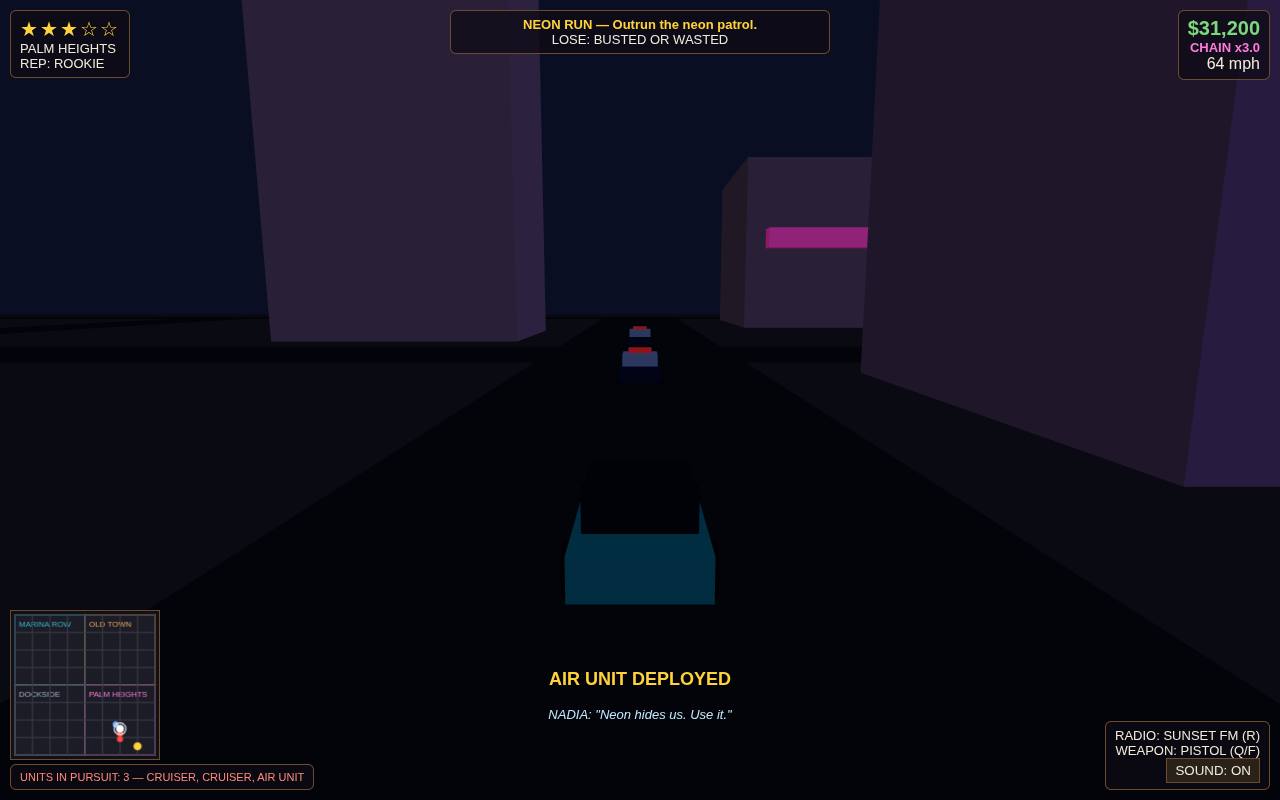 ★★★☆☆
PALM HEIGHTS
REP: ROOKIE
NEON RUN — Outrun the neon patrol.
LOSE: BUSTED OR WASTED
$31,200
CHAIN x3.0
64 mph
AIR UNIT DEPLOYED
NADIA: "Neon hides us. Use it."
MARINA ROW
OLD TOWN
DOCKSIDE
PALM HEIGHTS
UNITS IN PURSUIT: 3 — CRUISER, CRUISER, AIR UNIT
RADIO: SUNSET FM (R)
WEAPON: PISTOL (Q/F)
SOUND: ON